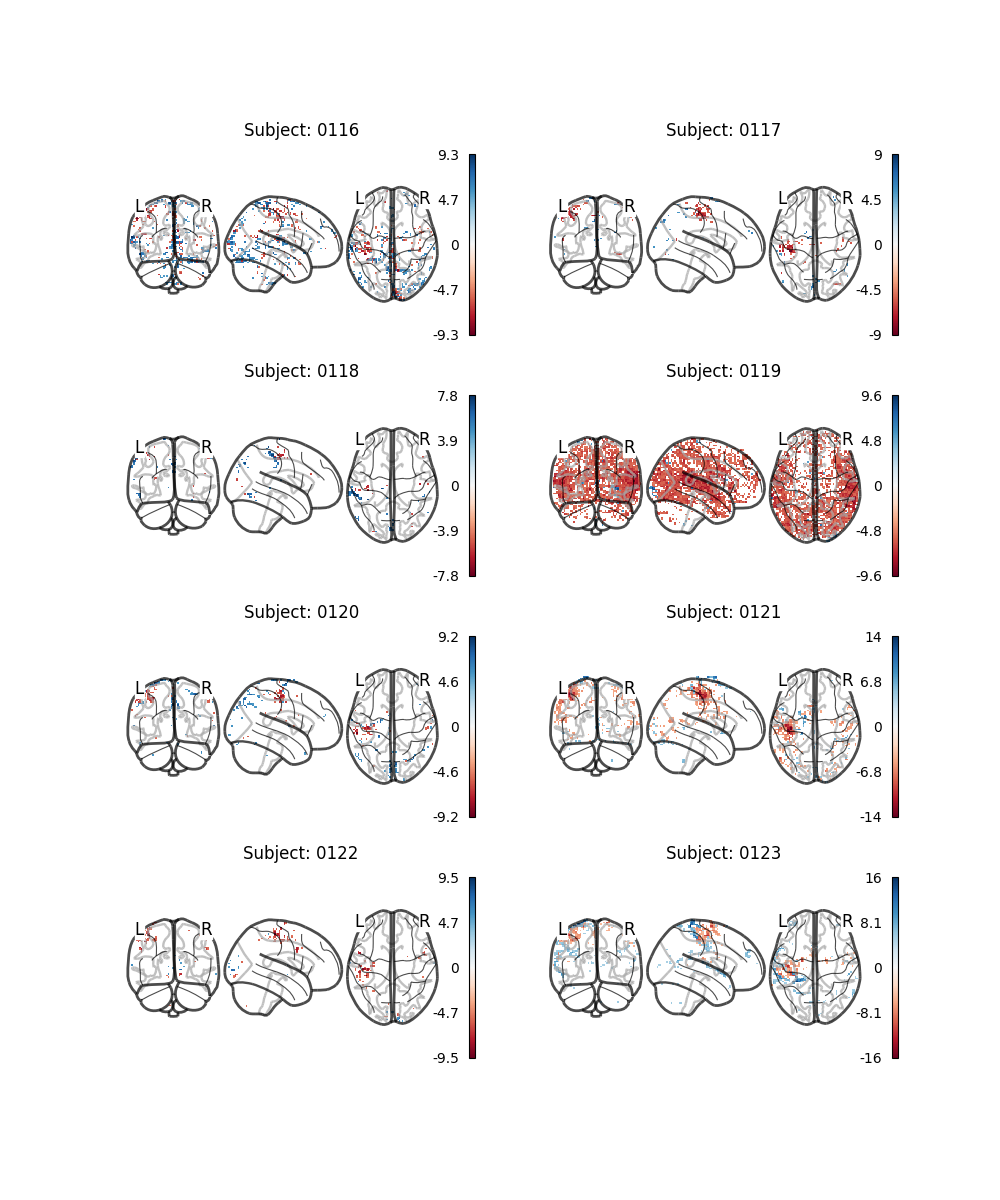 Subject: 0116
L R L R
9.3
4.7
0
-4.7
-9.3
Subject: 0117
L R L R
9
4.5
0
-4.5
-9
Subject: 0118
L R L R
7.8
3.9
0
-3.9
-7.8
Subject: 0119
L R L R
9.6
4.8
0
-4.8
-9.6
Subject: 0120
L R L R
9.2
4.6
0
-4.6
-9.2
Subject: 0121
L R L R
14
6.8
0
-6.8
-14
Subject: 0122
L R L R
9.5
4.7
0
-4.7
-9.5
Subject: 0123
L R L R
16
8.1
0
-8.1
-16